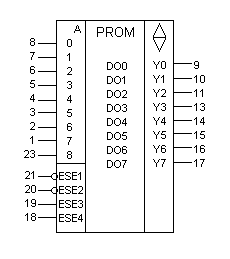 A PROM
8 0
7 1 DO0 Y0 9
6 2 DO1 Y1 10
5 3 DO2 Y2 11
4 4 DO3 Y3 13
3 5 DO4 Y4 14
2 6 DO5 Y5 15
1 7 DO6 Y6 16
23 8 DO7 Y7 17
21 ESE1
20 ESE2
19 ESE3
18 ESE4